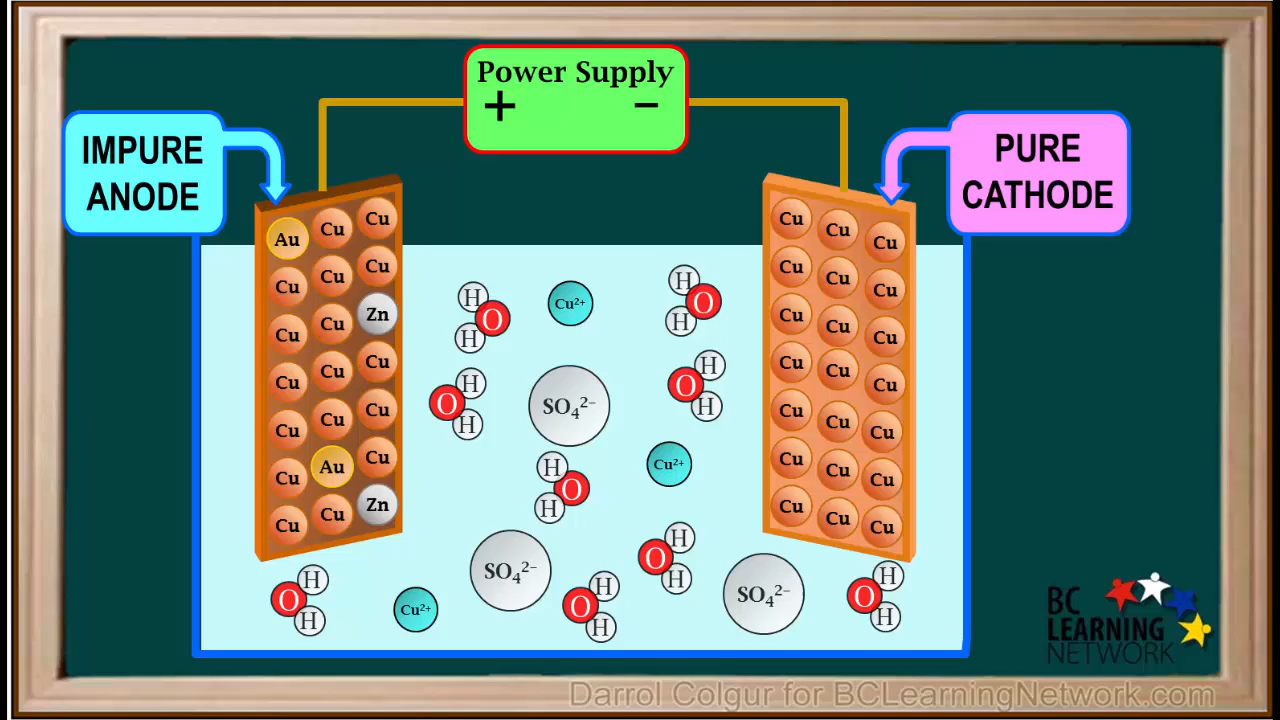 Power Supply
+ −
IMPURE
ANODE
PURE
CATHODE
Au Cu Cu
Cu Cu Cu
Cu Cu Zn
Cu Cu Cu
Cu Cu Cu
Cu Au Cu
Cu Cu Zn
Cu Cu Cu
Cu Cu Cu
Cu Cu Cu
Cu Cu Cu
Cu Cu Cu
Cu Cu Cu
Cu Cu Cu
H
O
H
Cu²⁺
H
O
H
H
O
H
SO₄²⁻
H
O
H
H
O
H
Cu²⁺
SO₄²⁻
H
O
H
H
O
H
Cu²⁺
H
O
H
SO₄²⁻
H
O
H
BC
LEARNING
NETWORK
Darrol Colgur for BCLearningNetwork.com